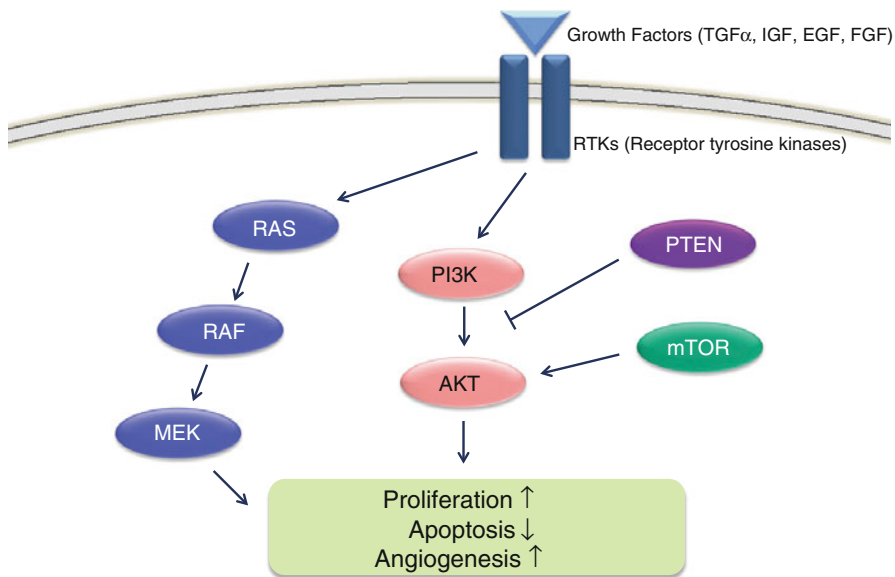 Growth Factors (TGFα, IGF, EGF, FGF)
RTKs (Receptor tyrosine kinases)
RAS
PTEN
PI3K
RAF
mTOR
AKT
MEK
Proliferation ↑
Apoptosis ↓
Angiogenesis ↑